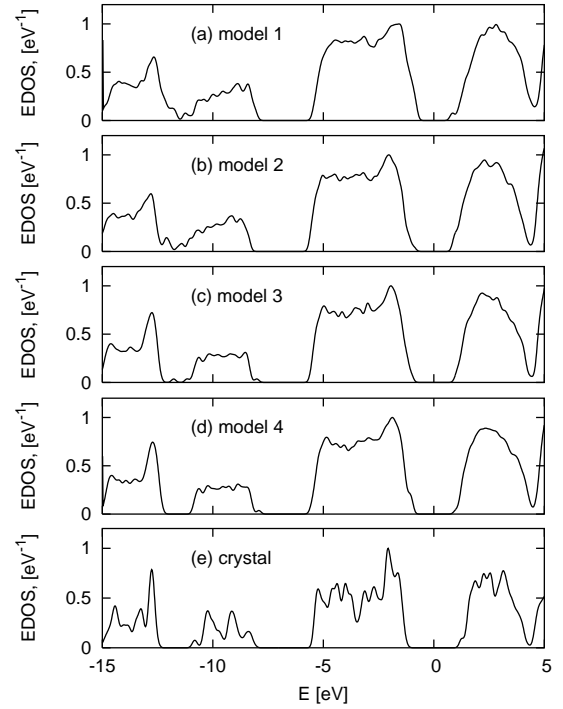 EDOS, [eV-1]
1
0.5
0
(a) model 1
EDOS [eV-1]
1
0.5
0
(b) model 2
EDOS, [eV-1]
1
0.5
0
(c) model 3
EDOS, [eV-1]
1
0.5
0
(d) model 4
EDOS, [eV-1]
1
0.5
0
(e) crystal
-15
-10
-5
0
5
E [eV]